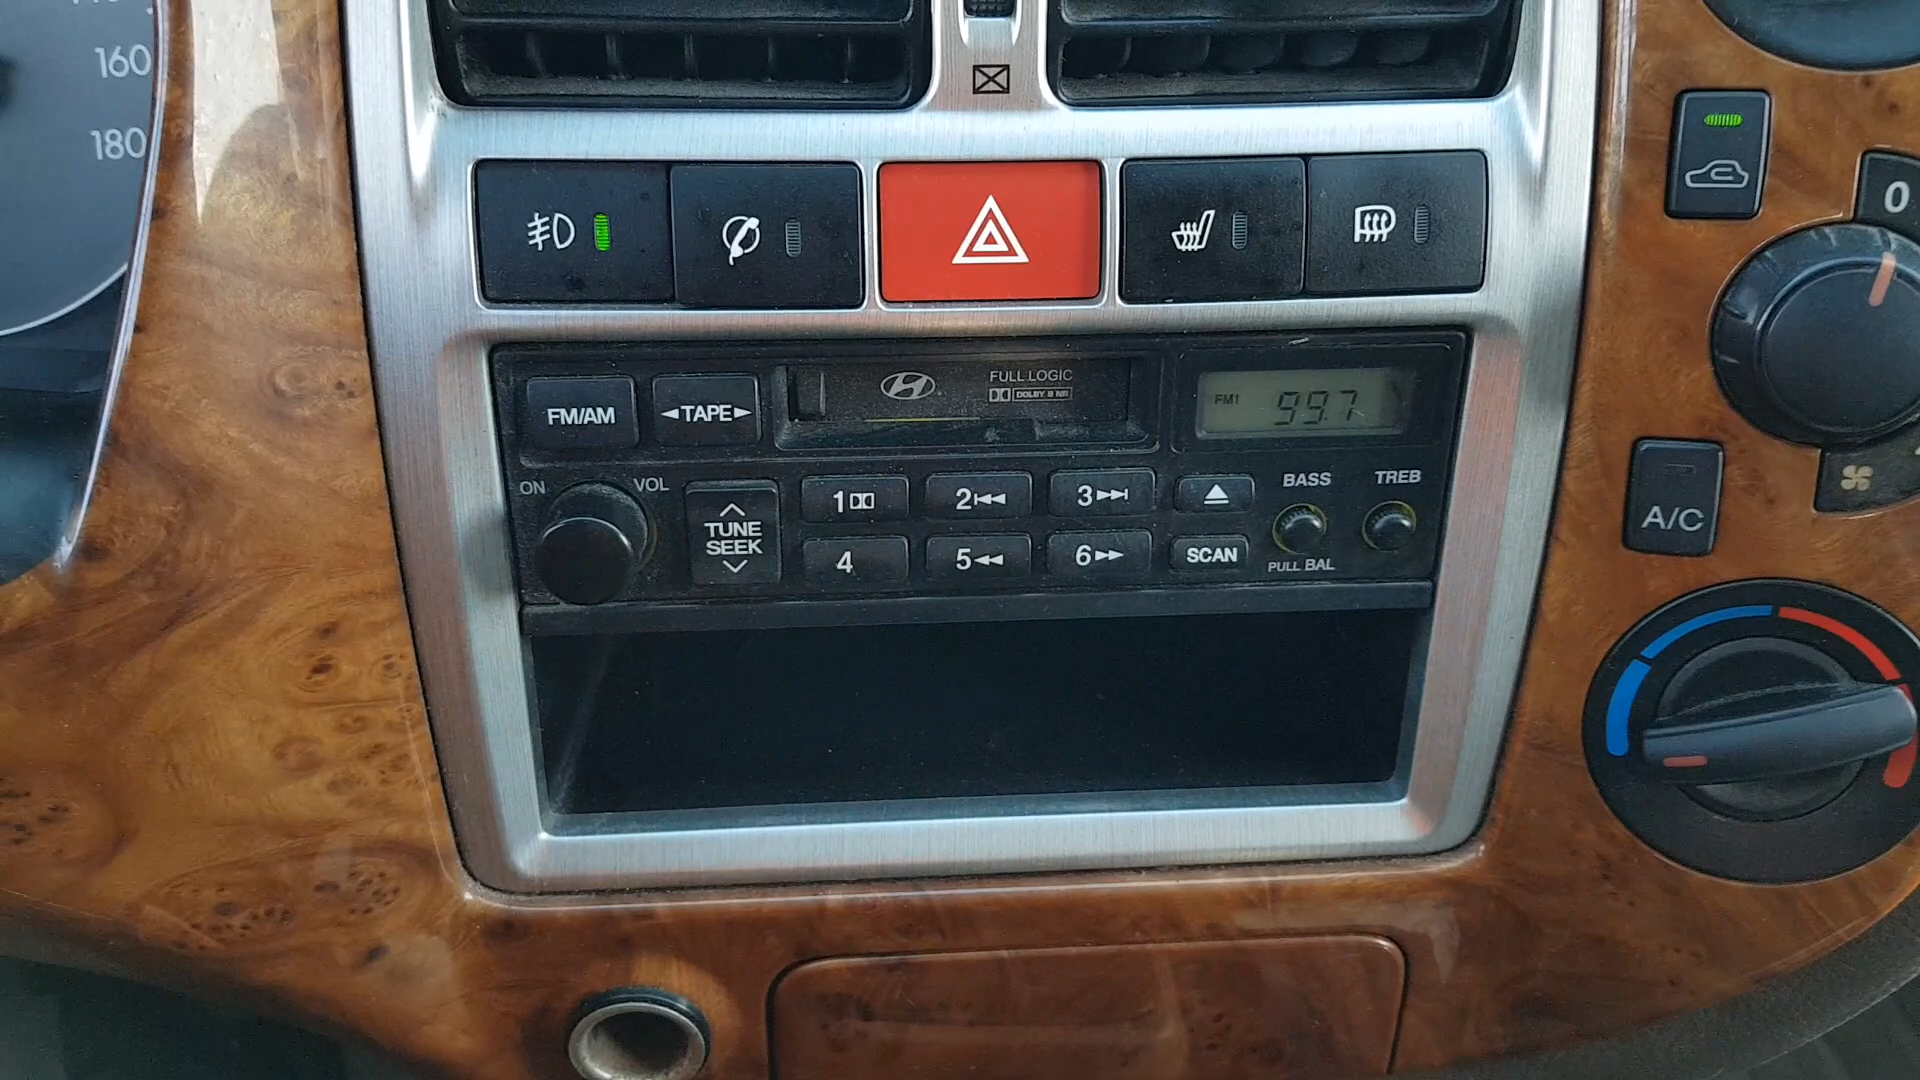 160
180
0
FM/AM
◄TAPE►
FULL LOGIC
DOLBY B NR
FM1
99.7
ON
VOL
TUNE
SEEK
1
2
3
BASS
TREB
4
5
6
SCAN
PULL BAL
A/C